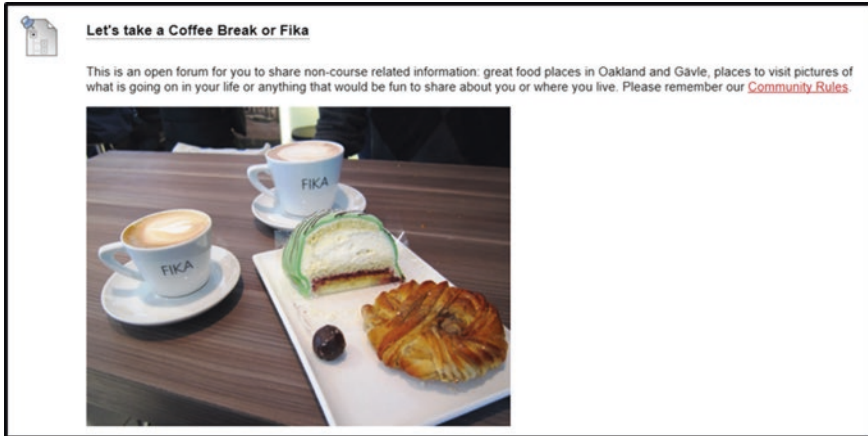 Let's take a Coffee Break or Fika
This is an open forum for you to share non-course related information: great food places in Oakland and Gävle, places to visit pictures of
what is going on in your life or anything that would be fun to share about you or where you live. Please remember our Community Rules.
FIKA
FIKA